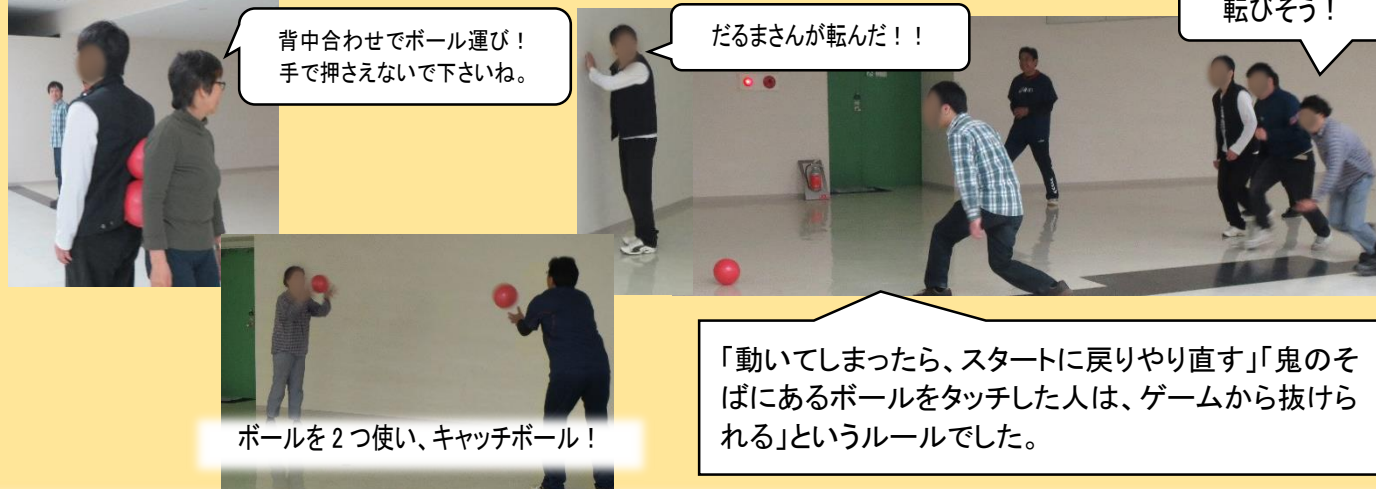 背中合わせでボール運び！
手で押さえないで下さいね。
だるまさんが転んだ！！
転びそう！
ボールを2つ使い、キャッチボール！
「動いてしまったら、スタートに戻りやり直す」「鬼のそ
ばにあるボールをタッチした人は、ゲームから抜けら
れる」というルールでした。